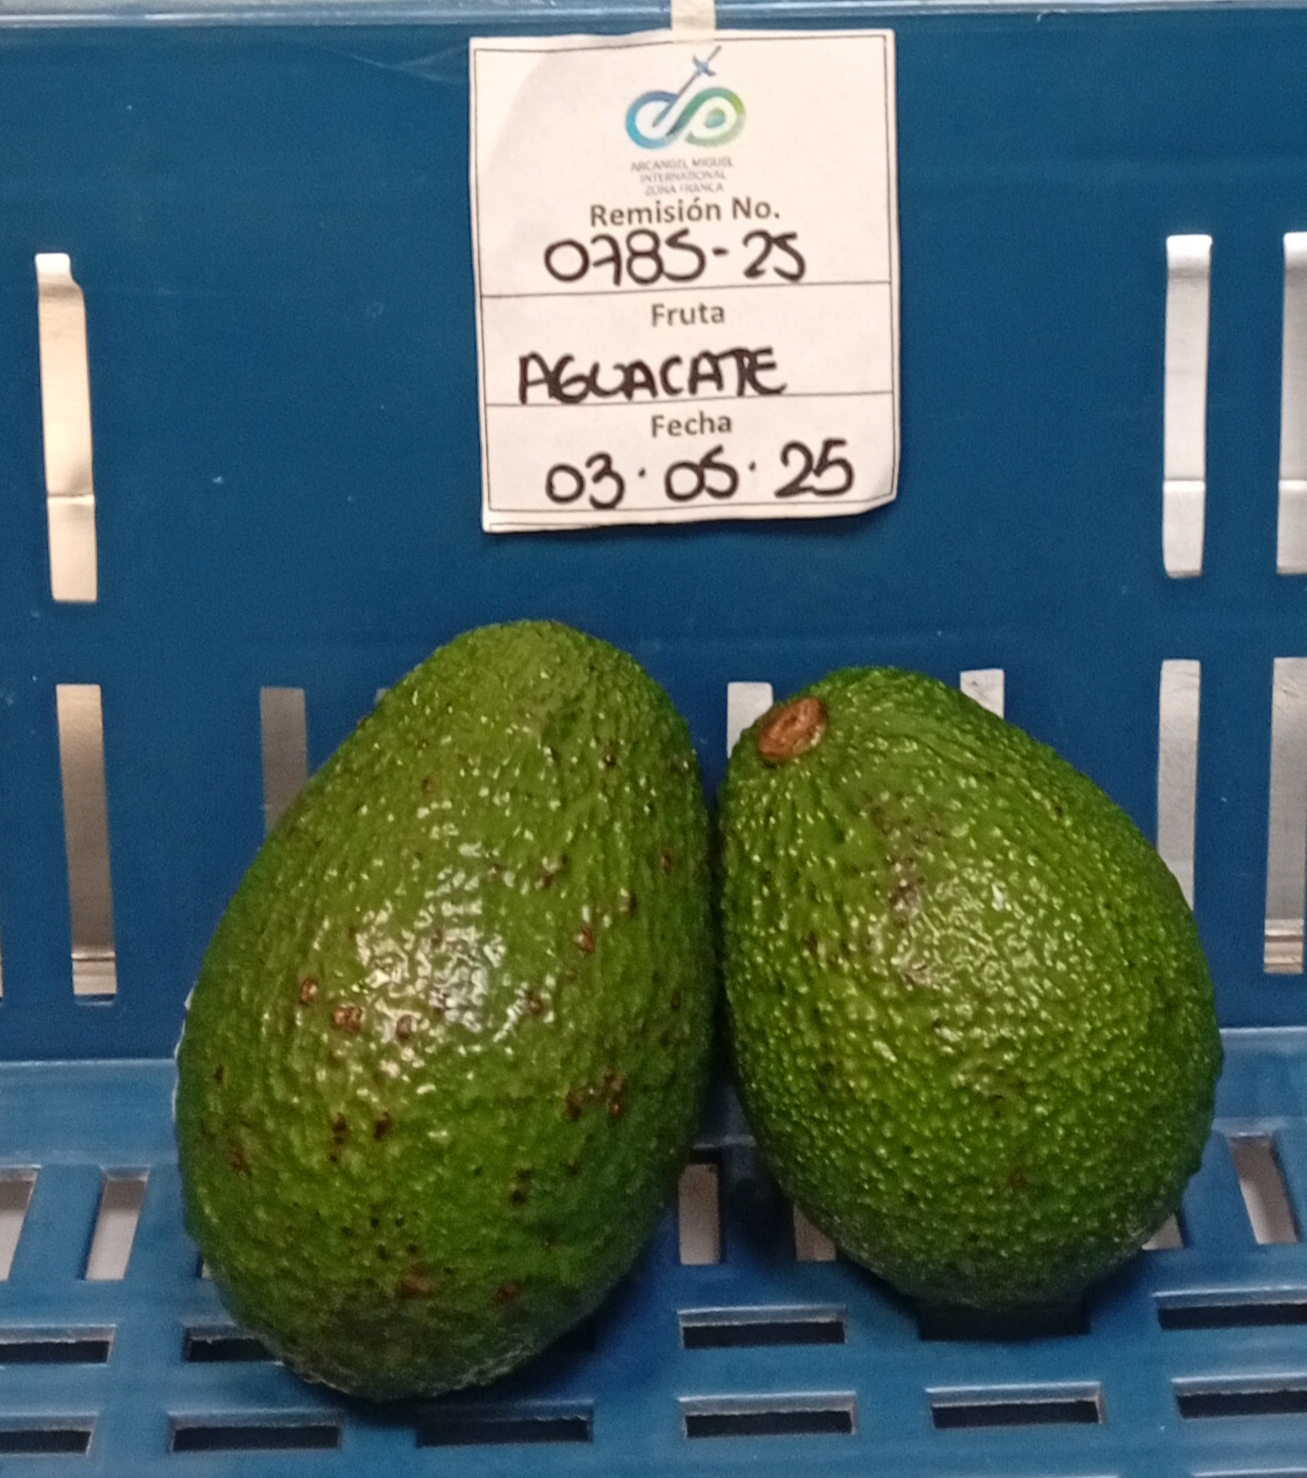 ARCANGEL MIGUEL
INTERNATIONAL
ZONA FRANCA
Remisión No.
0785-25
Fruta
AGUACATE
Fecha
03·05·25